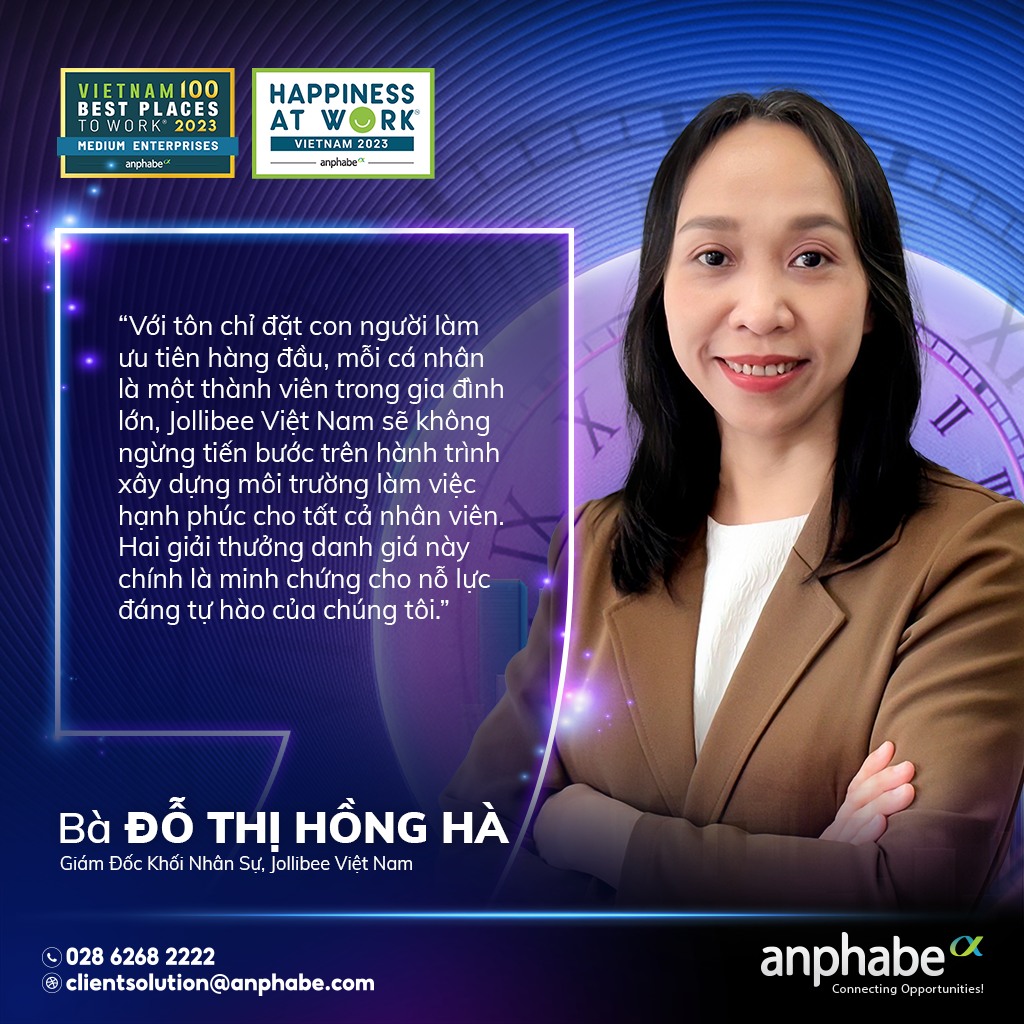 VIETNAM 100
BEST PLACES
TO WORK® 2023
MEDIUM ENTERPRISES
anphabe
HAPPINESS
AT WORK®
VIETNAM 2023
anphabe
“Với tôn chỉ đặt con người làm
ưu tiên hàng đầu, mỗi cá nhân
là một thành viên trong gia đình
lớn, Jollibee Việt Nam sẽ không
ngừng tiến bước trên hành trình
xây dựng môi trường làm việc
hạnh phúc cho tất cả nhân viên.
Hai giải thưởng danh giá này
chính là minh chứng cho nỗ lực
đáng tự hào của chúng tôi.”
X
IX
II
III
XI
Bà ĐỖ THỊ HỒNG HÀ
Giám Đốc Khối Nhân Sự, Jollibee Việt Nam
028 6268 2222
clientsolution@anphabe.com
anphabe
Connecting Opportunities!